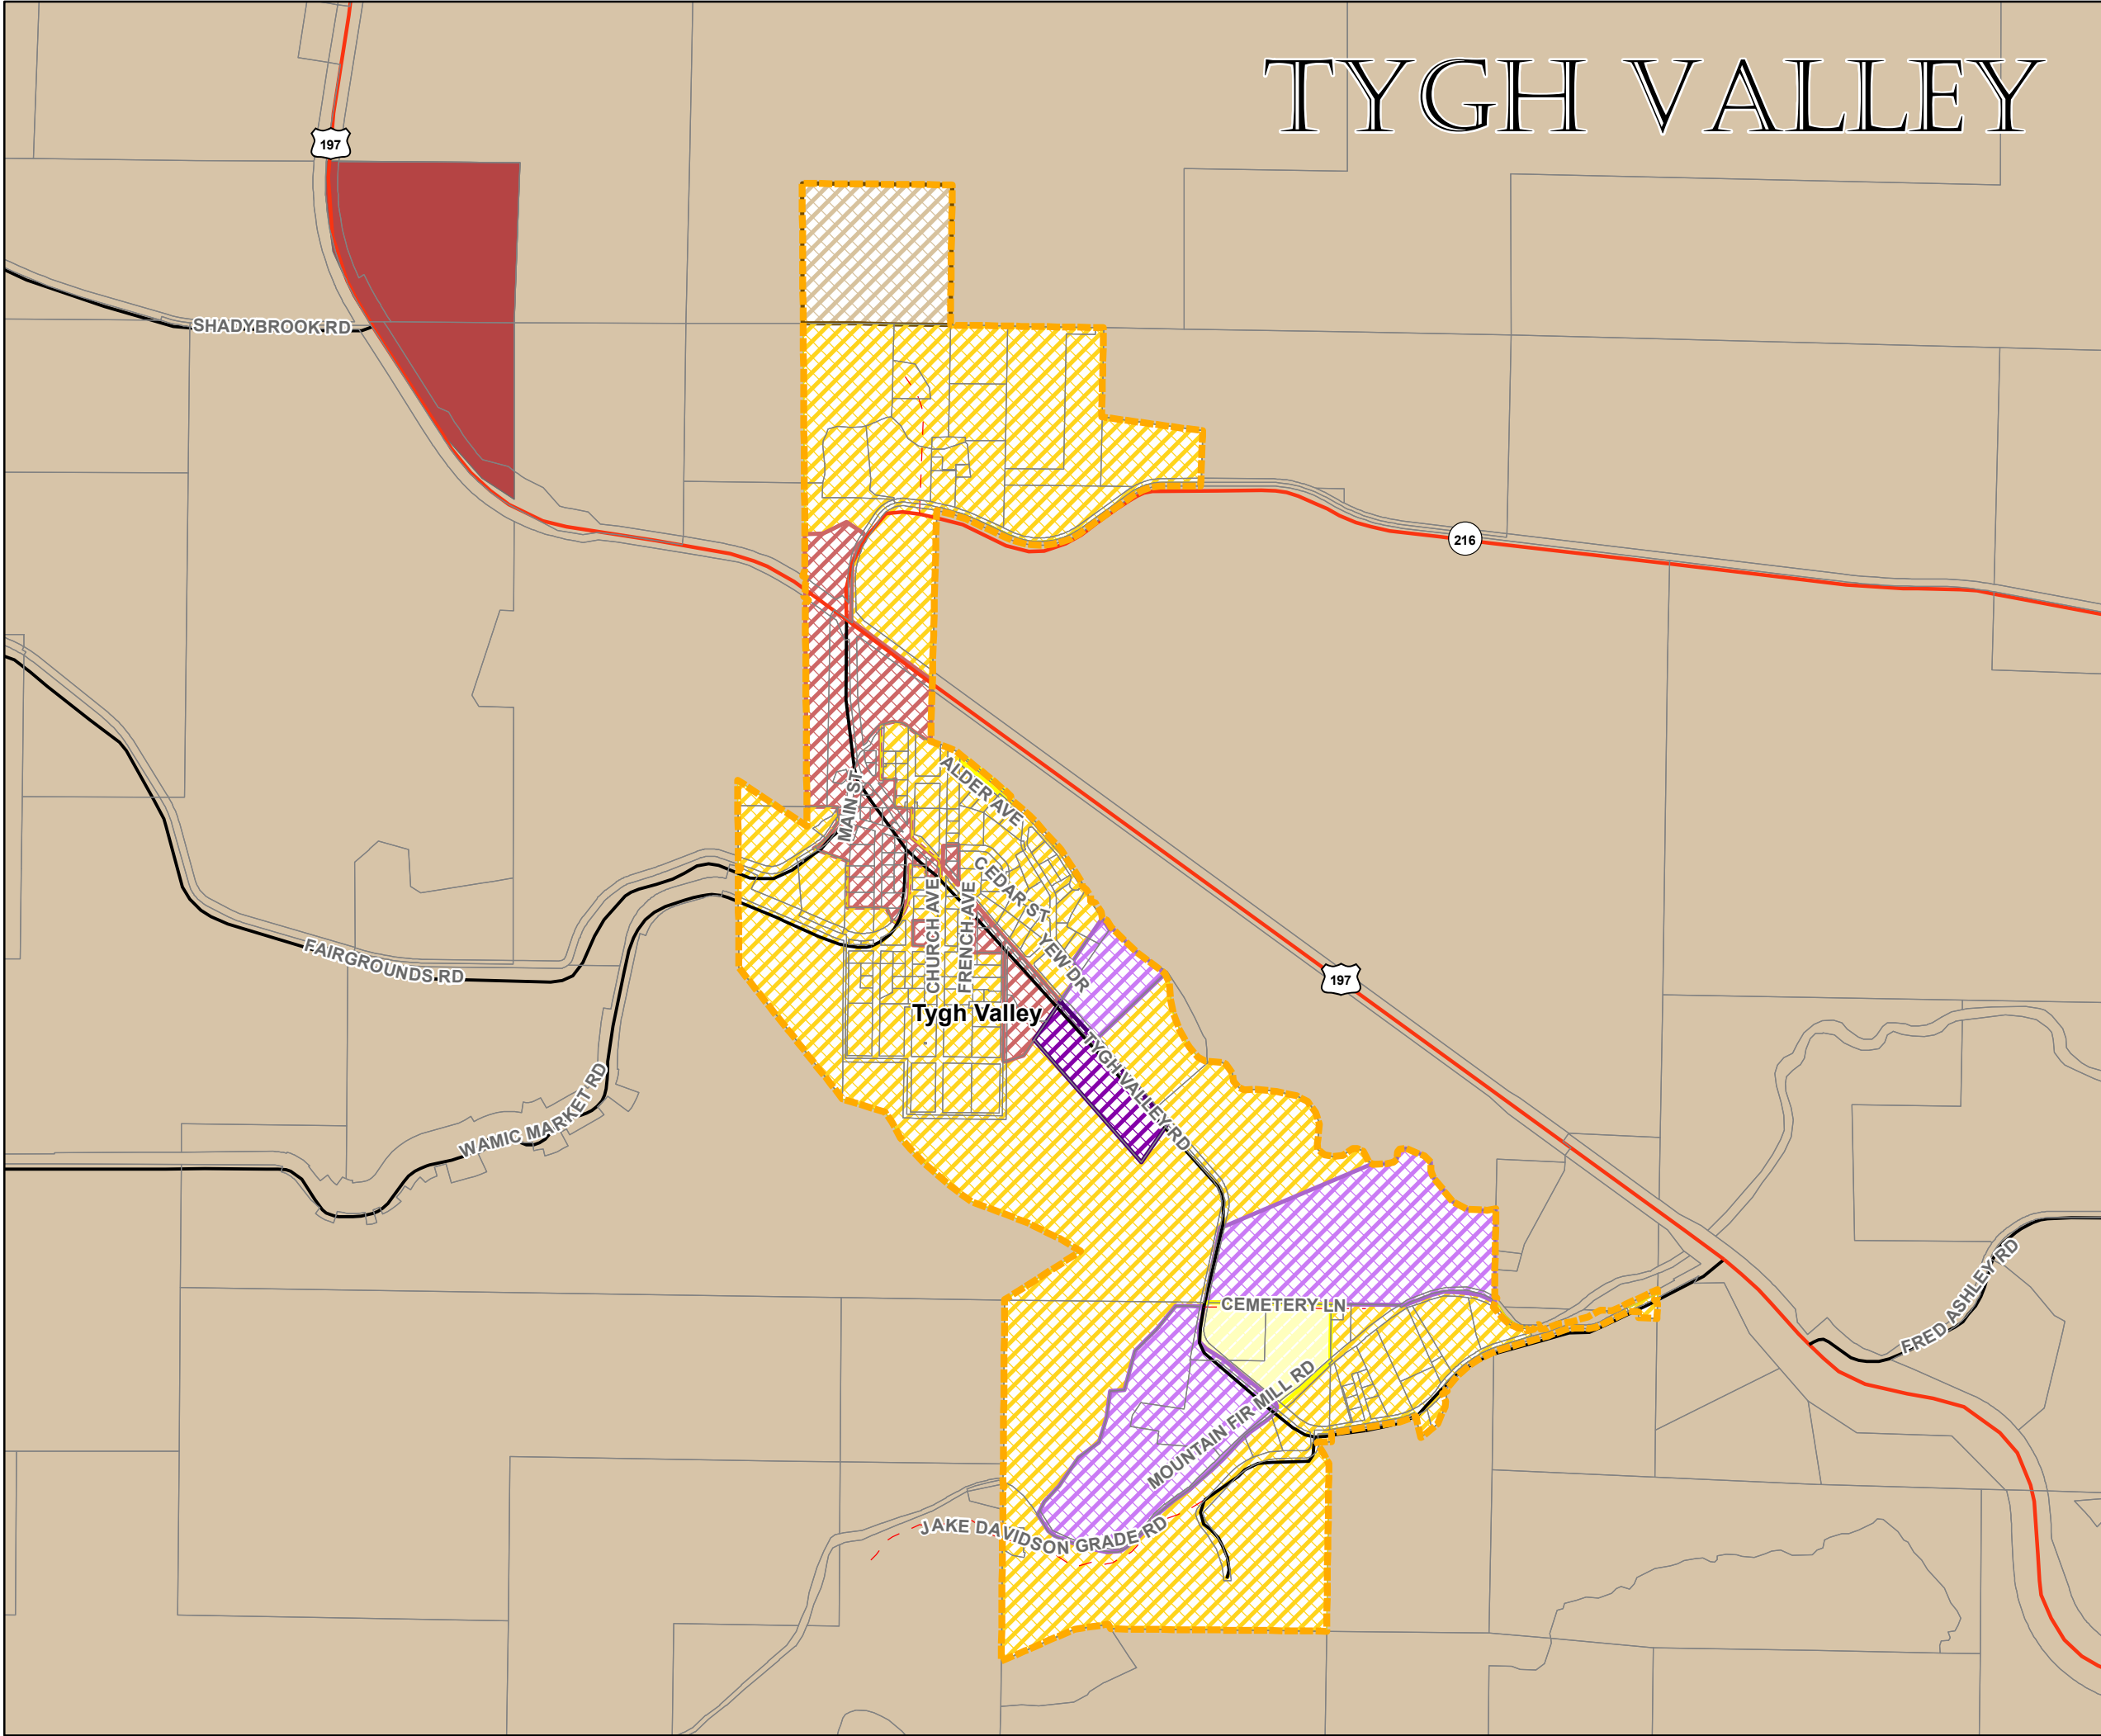 TYGH VALLEY
197
SHADYBROOK RD
216
MAIN ST
ALDER AVE
CEDAR ST
CHURCH AVE
FRENCH AVE
YEW DR
FAIRGROUNDS RD
197
Tygh Valley
TYGH VALLEY RD
WAMIC MARKET RD
FRED ASHLEY RD
CEMETERY LN
MOUNTAIN FIR MILL RD
JAKE DAVIDSON GRADE RD